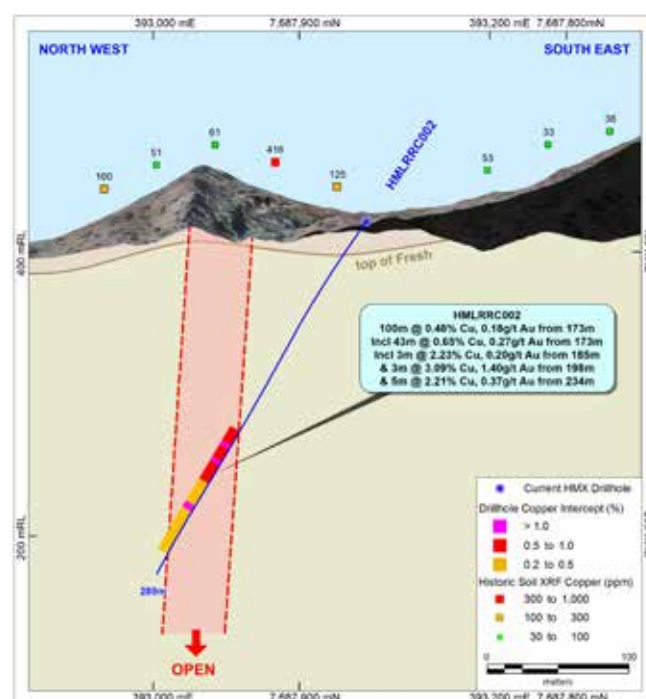 393,000 mE 7,687,900 mN 393,200 mE 7,687,800mN
NORTH WEST SOUTH EAST
61
51
416
160
125
53
33
36
HMLRRC002
400 mRL
top of Fresh
HMLRRC002
100m @ 0.48% Cu, 0.18g/t Au from 173m
Incl 43m @ 0.65% Cu, 0.27g/t Au from 173m
Incl 3m @ 2.23% Cu, 0.20g/t Au from 185m
& 3m @ 3.09% Cu, 1.40g/t Au from 198m
& 5m @ 2.21% Cu, 0.37g/t Au from 234m
200 mRL
289m
OPEN
Current HMX Drillhole
Drillhole Copper Intercept (%)
> 1.0
0.5 to 1.0
0.2 to 0.5
Historic Soil XRF Copper (ppm)
300 to 1,000
100 to 300
30 to 100
0 100
meters
393,000 mE 7,687,900 mN 393,200 mE 7,687,800 mN